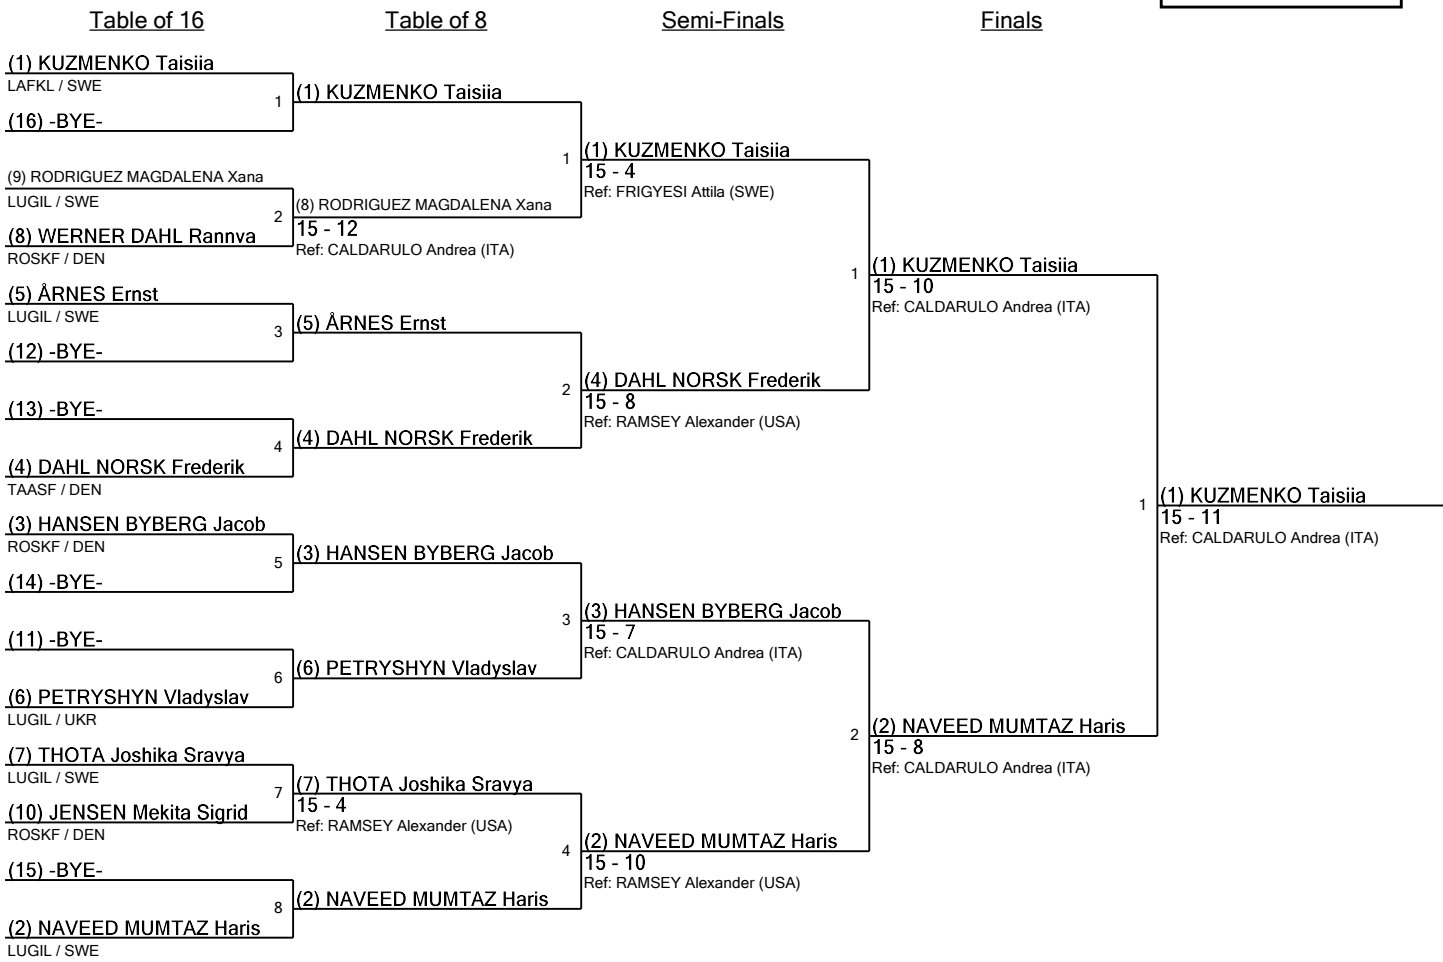 Table of 16
Table of 8
Semi-Finals
Finals
(1) KUZMENKO Taisiia
LAFKL / SWE
1
(16) -BYE-
(9) RODRIGUEZ MAGDALENA Xana
LUGIL / SWE
2
(8) WERNER DAHL Rannva
ROSKF / DEN
(5) ÅRNES Ernst
LUGIL / SWE
3
(12) -BYE-
(13) -BYE-
4
(4) DAHL NORSK Frederik
TAASF / DEN
(3) HANSEN BYBERG Jacob
ROSKF / DEN
5
(14) -BYE-
(11) -BYE-
6
(6) PETRYSHYN Vladyslav
LUGIL / UKR
(7) THOTA Joshika Sravya
LUGIL / SWE
7
(10) JENSEN Mekita Sigrid
ROSKF / DEN
(15) -BYE-
8
(2) NAVEED MUMTAZ Haris
LUGIL / SWE
(1) KUZMENKO Taisiia
1
(8) RODRIGUEZ MAGDALENA Xana
15 - 12
Ref: CALDARULO Andrea (ITA)
(5) ÅRNES Ernst
2
(4) DAHL NORSK Frederik
(3) HANSEN BYBERG Jacob
3
(6) PETRYSHYN Vladyslav
(7) THOTA Joshika Sravya
15 - 4
Ref: RAMSEY Alexander (USA)
4
(2) NAVEED MUMTAZ Haris
(1) KUZMENKO Taisiia
15 - 4
Ref: FRIGYESI Attila (SWE)
1
(4) DAHL NORSK Frederik
15 - 8
Ref: RAMSEY Alexander (USA)
(3) HANSEN BYBERG Jacob
15 - 7
Ref: CALDARULO Andrea (ITA)
2
(2) NAVEED MUMTAZ Haris
15 - 10
Ref: RAMSEY Alexander (USA)
(1) KUZMENKO Taisiia
15 - 10
Ref: CALDARULO Andrea (ITA)
1
(2) NAVEED MUMTAZ Haris
15 - 8
Ref: CALDARULO Andrea (ITA)
(1) KUZMENKO Taisiia
15 - 11
Ref: CALDARULO Andrea (ITA)